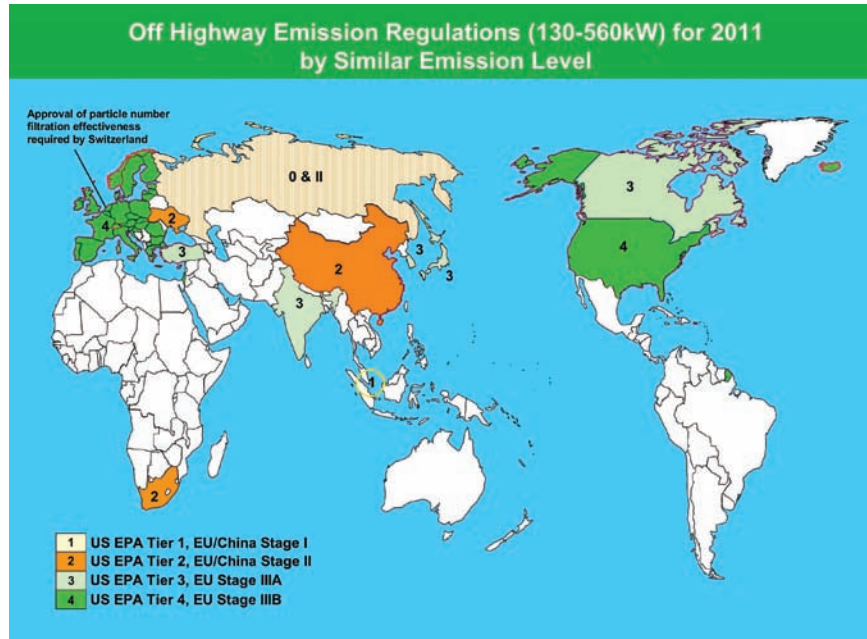 Off Highway Emission Regulations (130-560kW) for 2011
by Similar Emission Level
Approval of particle number
filtration effectiveness
required by Switzerland
0 & II
3
2
4
4
3
3
2
3
3
1
2
1 US EPA Tier 1, EU/China Stage I
2 US EPA Tier 2, EU/China Stage II
3 US EPA Tier 3, EU Stage IIIA
4 US EPA Tier 4, EU Stage IIIB